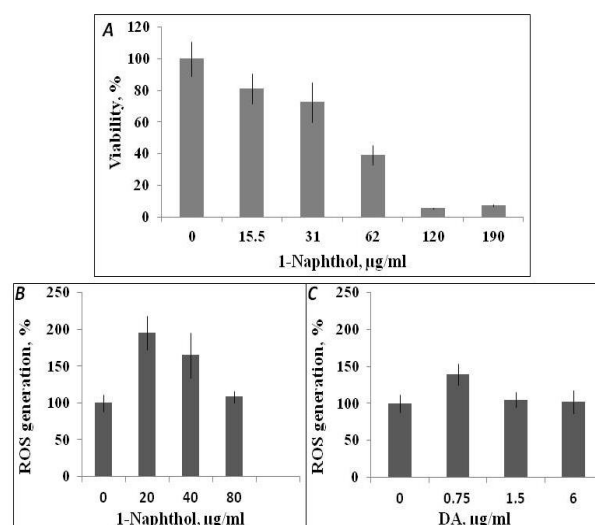 A
Viability, %
120
100
80
60
40
20
0
0 15.5 31 62 120 190
1-Naphthol, µg/ml
B
ROS generation, %
250
200
150
100
50
0
0 20 40 80
1-Naphthol, µg/ml
C
ROS generation, %
250
200
150
100
50
0
0 0.75 1.5 6
DA, µg/ml